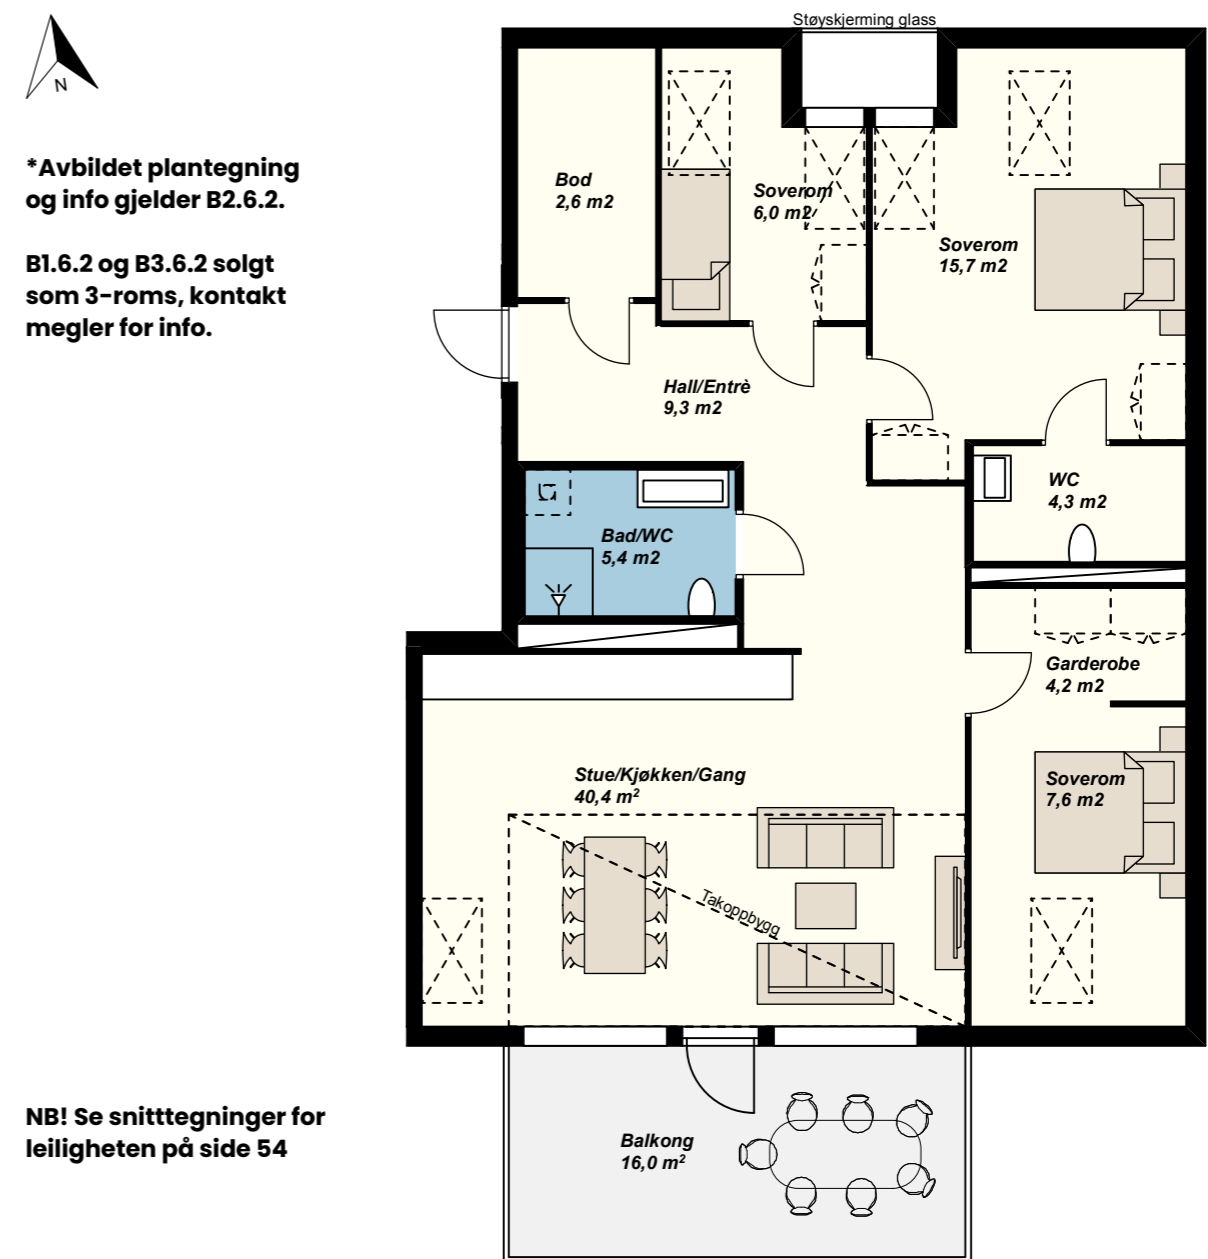 Støyskjerming glass
N
*Avbildet plantegning
og info gjelder B2.6.2.
B1.6.2 og B3.6.2 solgt
som 3-roms, kontakt
megler for info.
Bod
2,6 m2
Soverom
6,0 m2
Soverom
15,7 m2
Hall/Entrè
9,3 m2
WC
4,3 m2
Bad/WC
5,4 m2
Garderobe
4,2 m2
Stue/Kjøkken/Gang
40,4 m²
Soverom
7,6 m2
Takoppbygg
NB! Se snitttegninger for
leiligheten på side 54
Balkong
16,0 m²